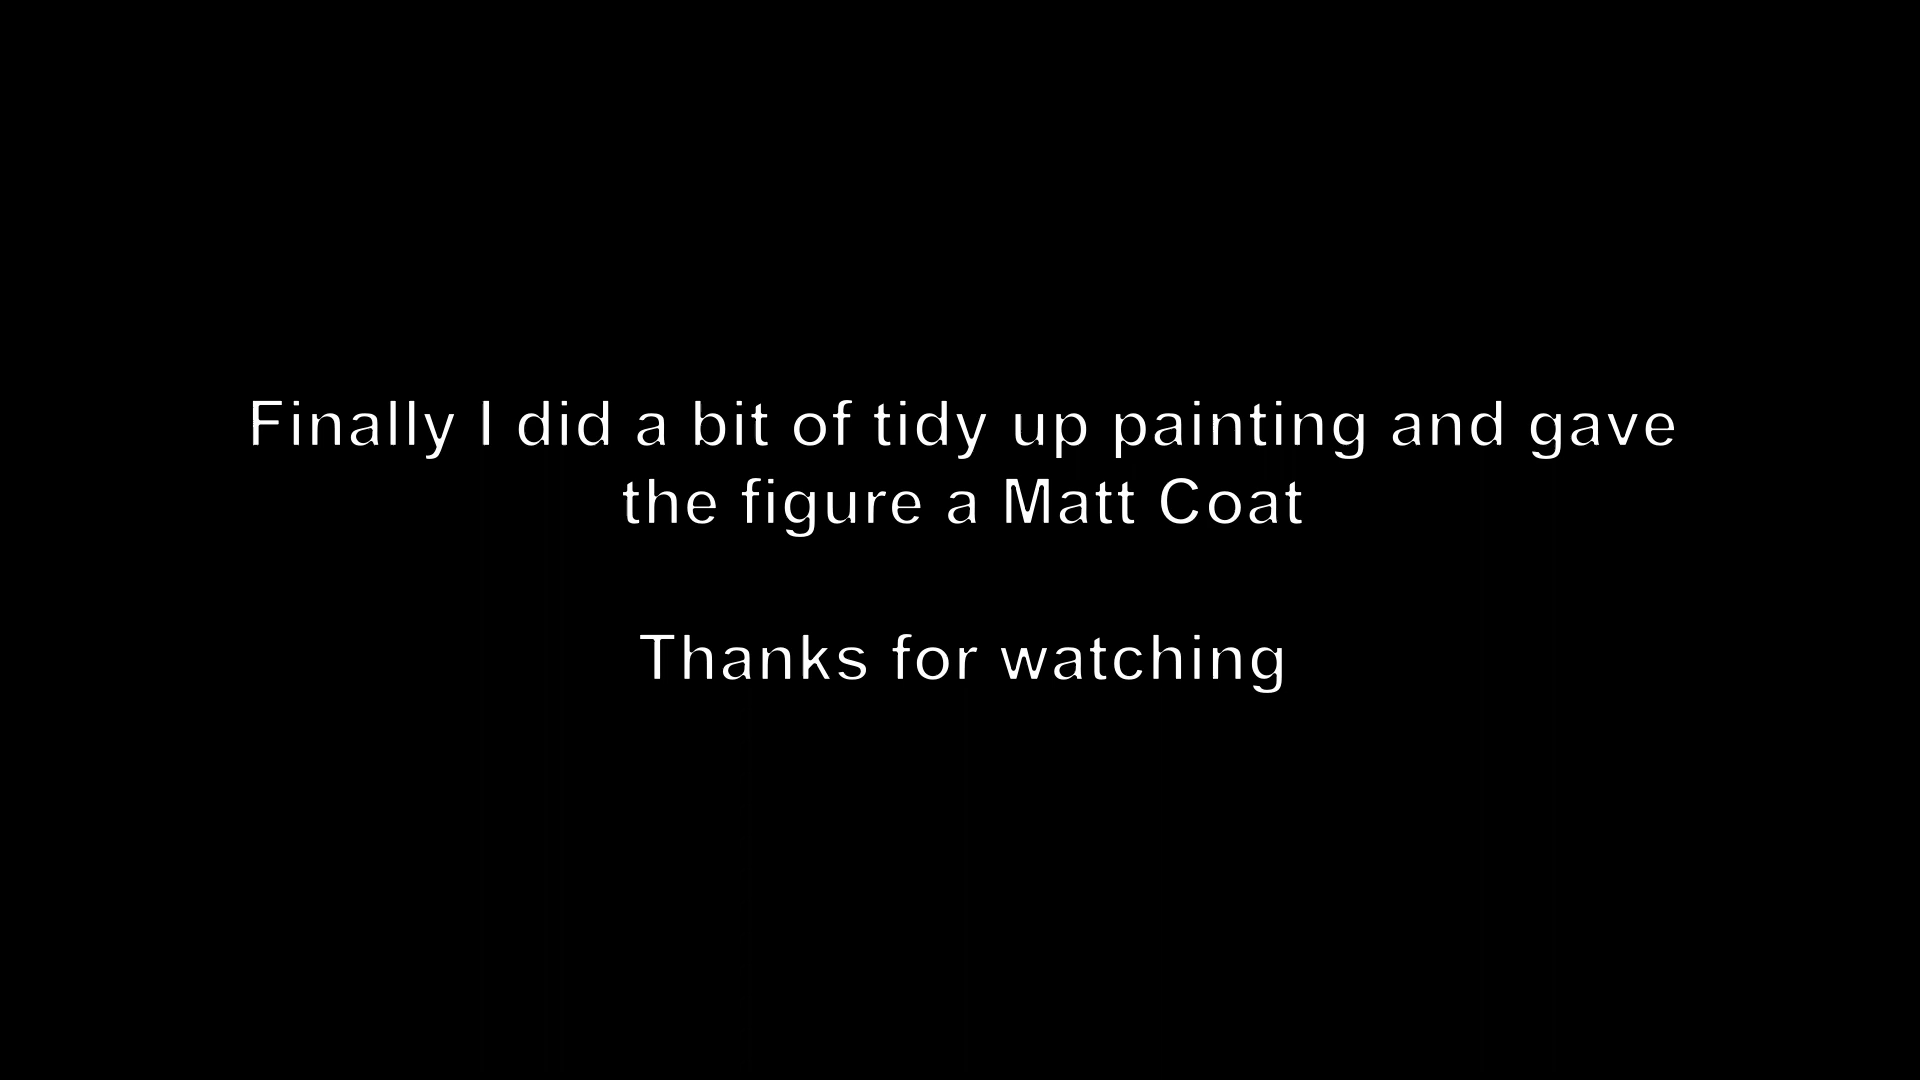 Finally I did a bit of tidy up painting and gave
the figure a Matt Coat
Thanks for watching